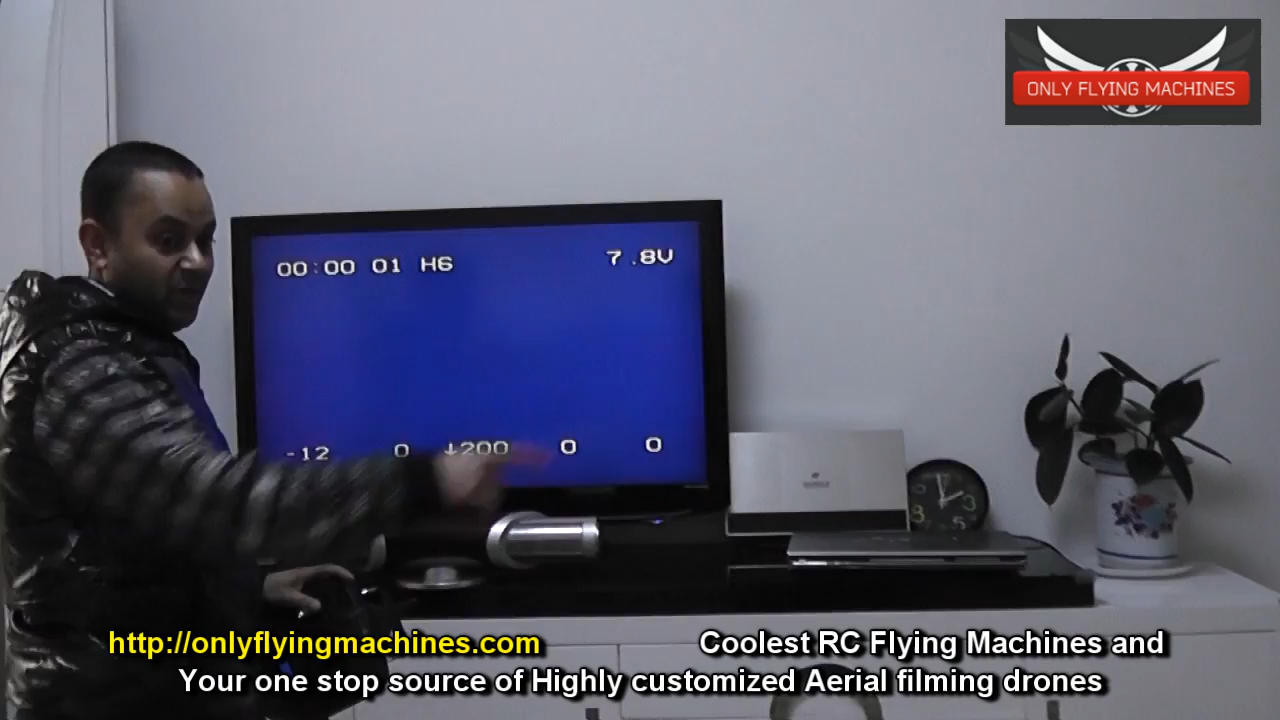 ONLY FLYING MACHINES
00:00 01 H6
7.8V
-12 0 ↓200 0 0
http://onlyflyingmachines.com
Coolest RC Flying Machines and
Your one stop source of Highly customized Aerial filming drones